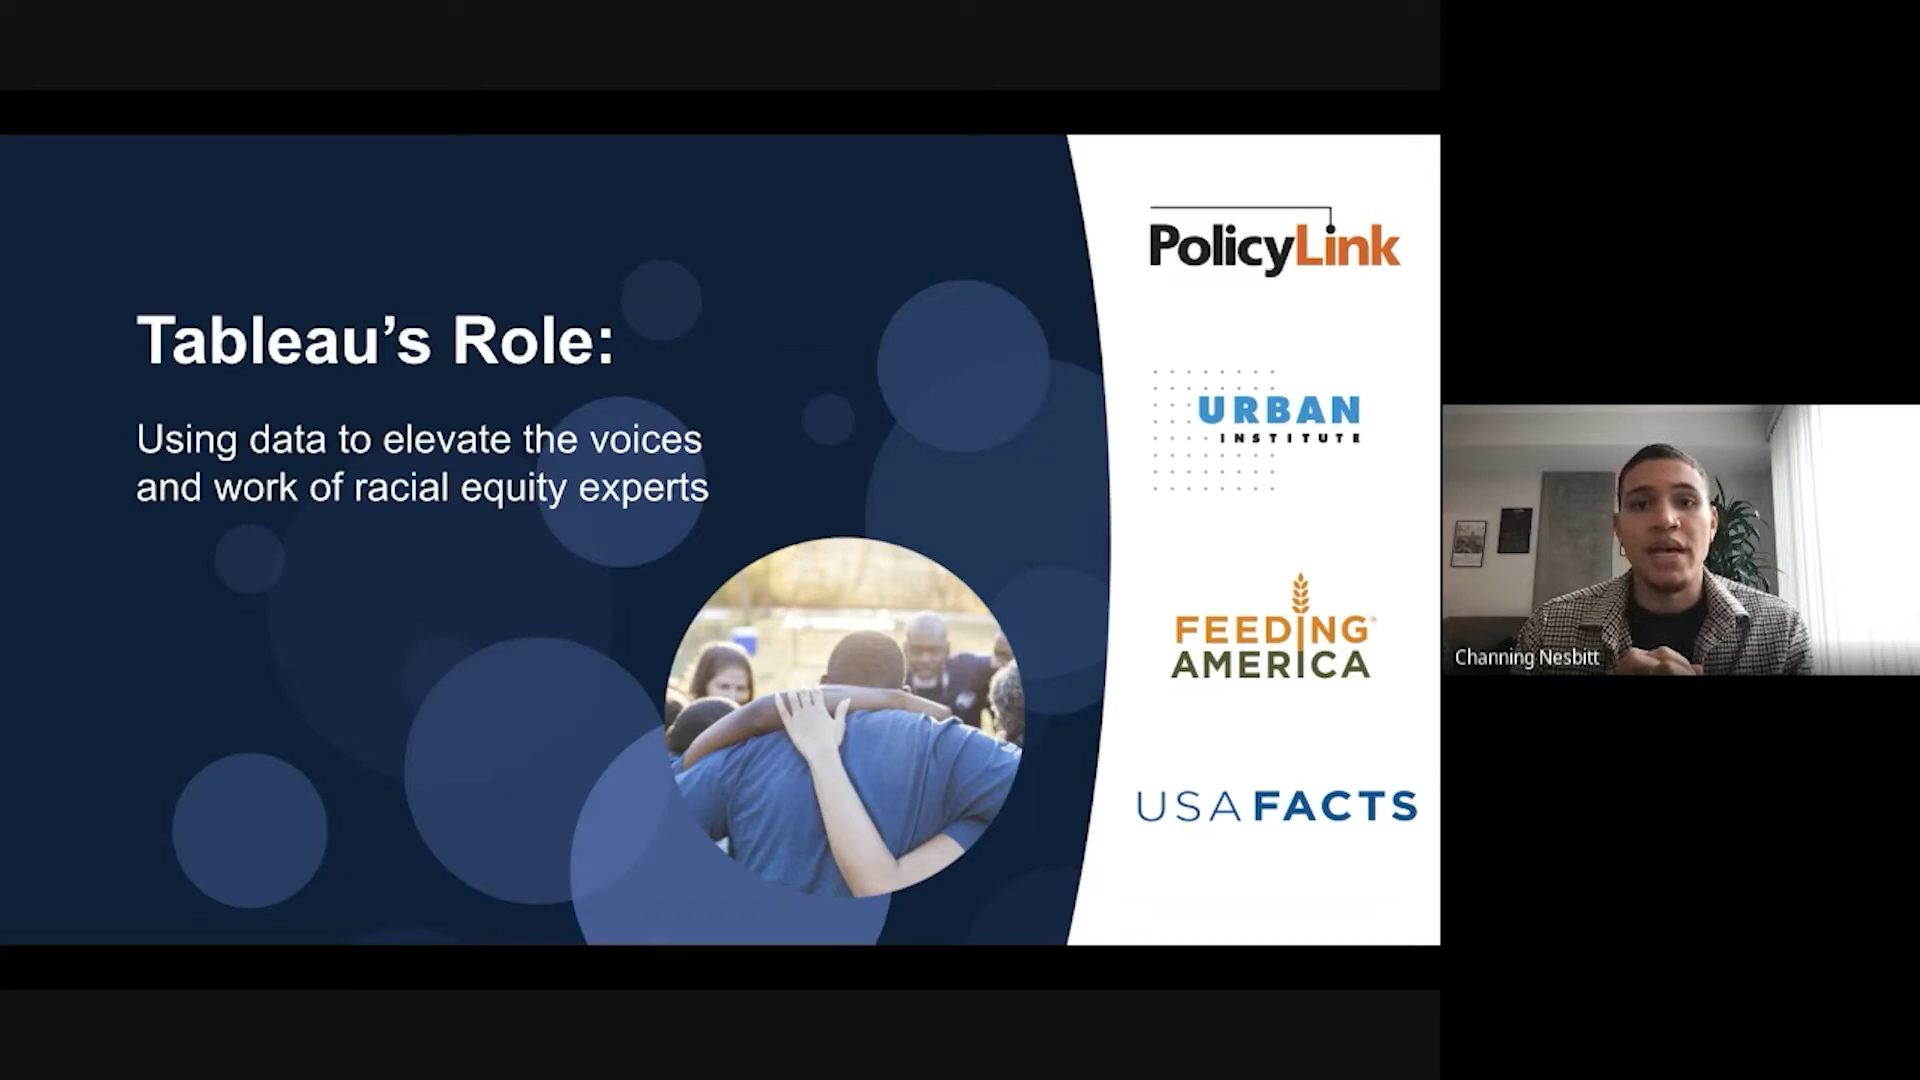 Tableau's Role:
Using data to elevate the voices
and work of racial equity experts
PolicyLink
URBAN
INSTITUTE
FEEDING®
AMERICA
USAFACTS
Channing Nesbitt